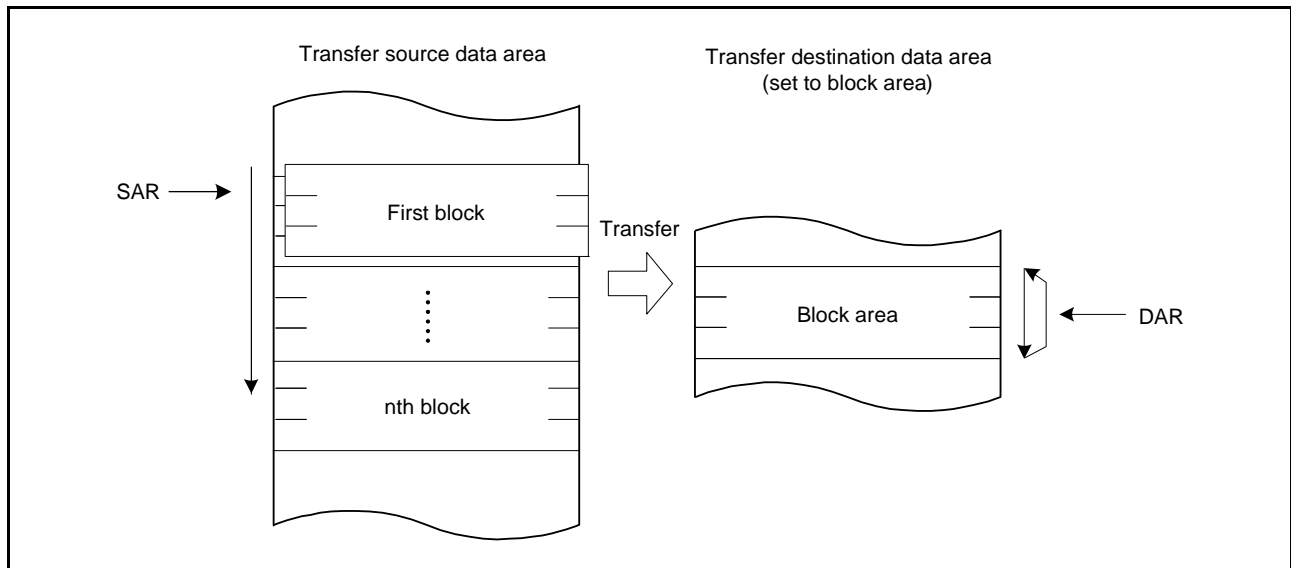 Transfer source data area
Transfer destination data area
(set to block area)
SAR
First block
Transfer
Block area
DAR
nth block